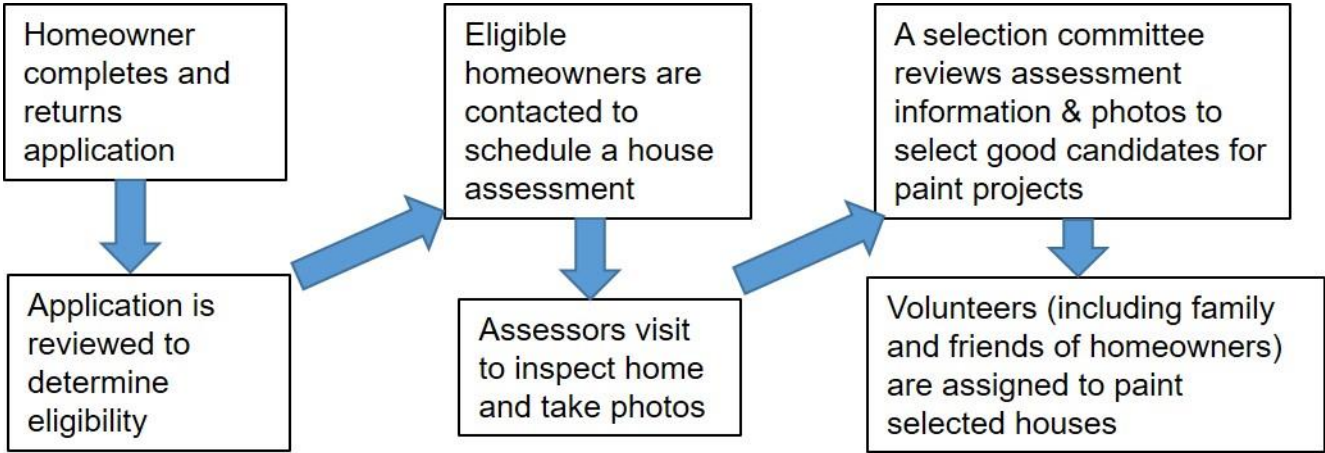 Homeowner
completes and
returns
application
Application is
reviewed to
determine
eligibility
Eligible
homeowners are
contacted to
schedule a house
assessment
Assessors visit
to inspect home
and take photos
A selection committee
reviews assessment
information & photos to
select good candidates for
paint projects
Volunteers (including family
and friends of homeowners)
are assigned to paint
selected houses